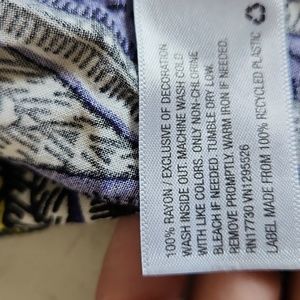 100% RAYON / EXCLUSIVE OF DECORATION
WASH INSIDE OUT. MACHINE WASH COLD
WITH LIKE COLORS. ONLY NON-CHLORINE
BLEACH IF NEEDED. TUMBLE DRY LOW.
REMOVE PROMPTLY. WARM IRON IF NEEDED.
RN17730 VN1299526
LABEL MADE FROM 100% RECYCLED PLASTIC